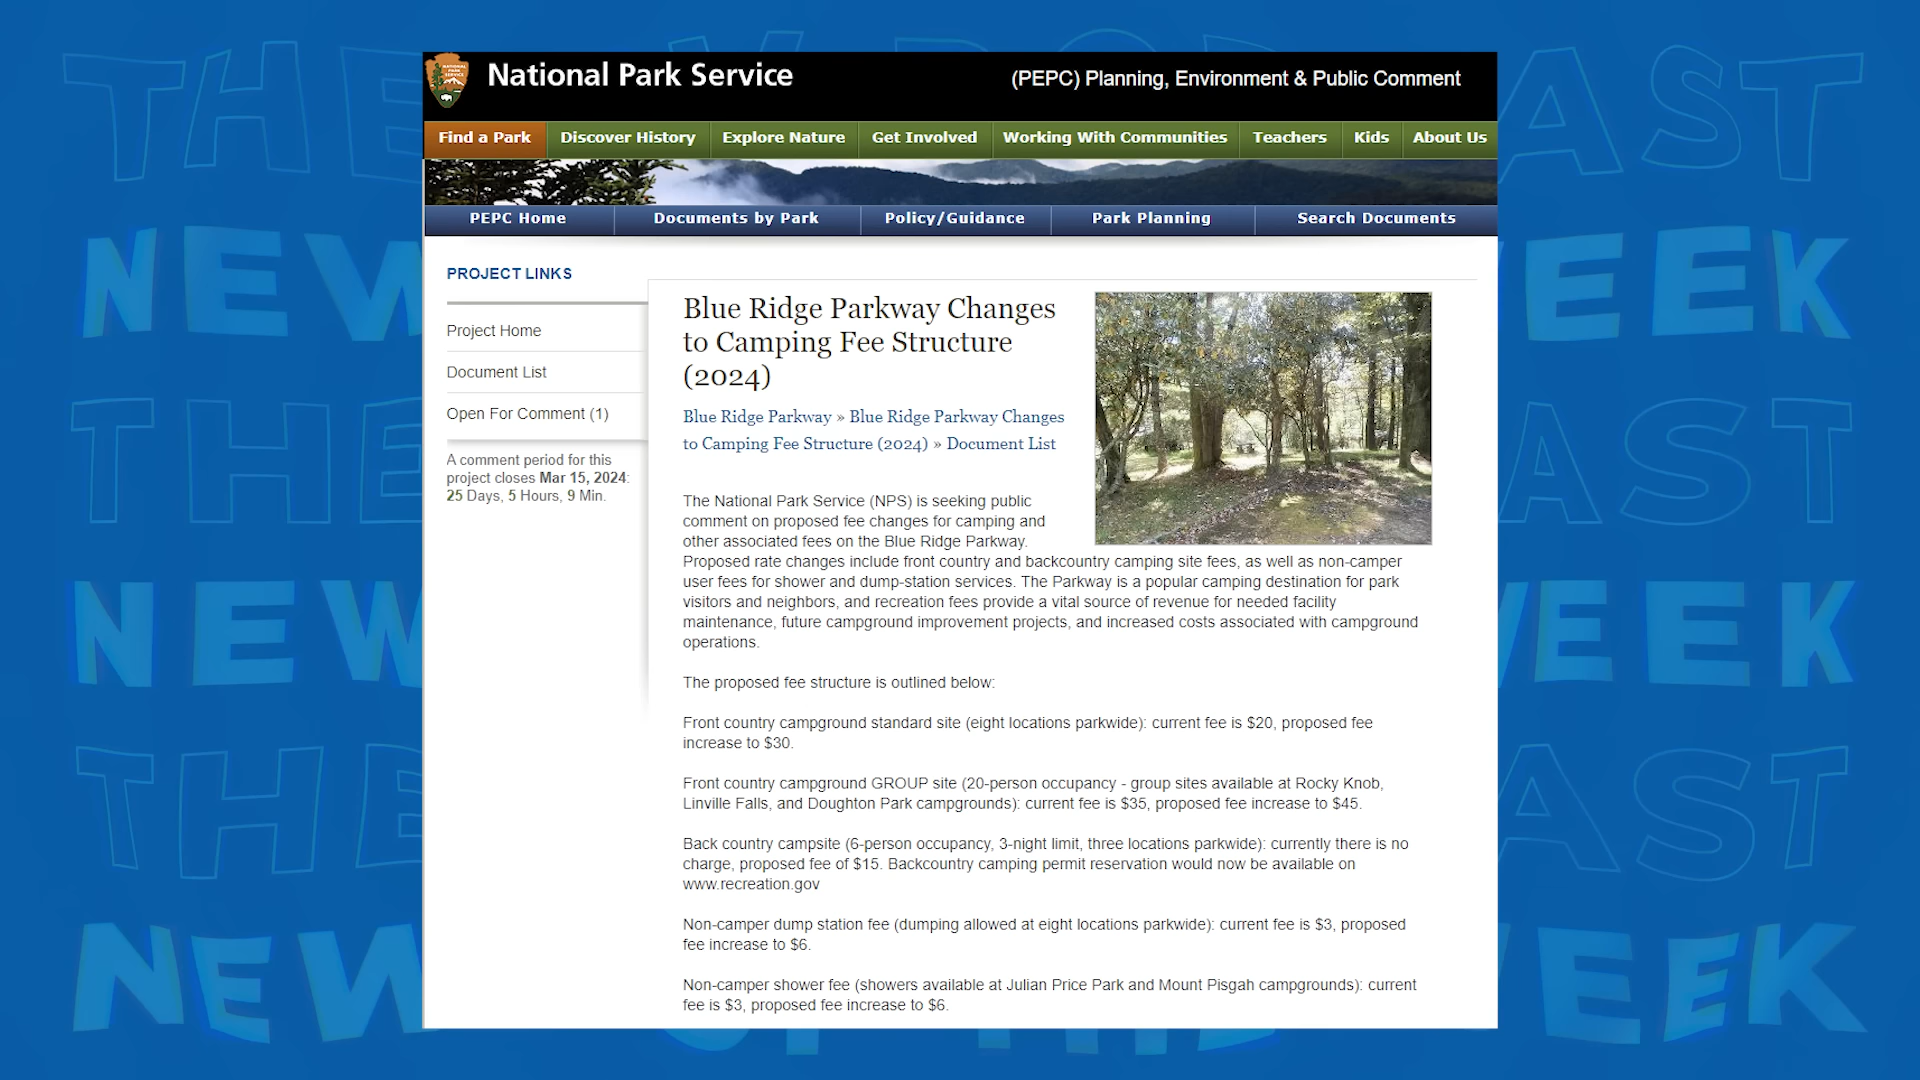 National Park Service
(PEPC) Planning, Environment & Public Comment
Find a Park
Discover History
Explore Nature
Get Involved
Working With Communities
Teachers
Kids
About Us
PEPC Home
Documents by Park
Policy/Guidance
Park Planning
Search Documents
PROJECT LINKS
Project Home
Document List
Open For Comment (1)
A comment period for this
project closes Mar 15, 2024:
25 Days, 5 Hours, 9 Min.
Blue Ridge Parkway Changes
to Camping Fee Structure
(2024)
Blue Ridge Parkway » Blue Ridge Parkway Changes
to Camping Fee Structure (2024) » Document List
The National Park Service (NPS) is seeking public
comment on proposed fee changes for camping and
other associated fees on the Blue Ridge Parkway.
Proposed rate changes include front country and backcountry camping site fees, as well as non-camper
user fees for shower and dump-station services. The Parkway is a popular camping destination for park
visitors and neighbors, and recreation fees provide a vital source of revenue for needed facility
maintenance, future campground improvement projects, and increased costs associated with campground
operations.
The proposed fee structure is outlined below:
Front country campground standard site (eight locations parkwide): current fee is $20, proposed fee
increase to $30.
Front country campground GROUP site (20-person occupancy - group sites available at Rocky Knob,
Linville Falls, and Doughton Park campgrounds): current fee is $35, proposed fee increase to $45.
Back country campsite (6-person occupancy, 3-night limit, three locations parkwide): currently there is no
charge, proposed fee of $15. Backcountry camping permit reservation would now be available on
www.recreation.gov
Non-camper dump station fee (dumping allowed at eight locations parkwide): current fee is $3, proposed
fee increase to $6.
Non-camper shower fee (showers available at Julian Price Park and Mount Pisgah campgrounds): current
fee is $3, proposed fee increase to $6.